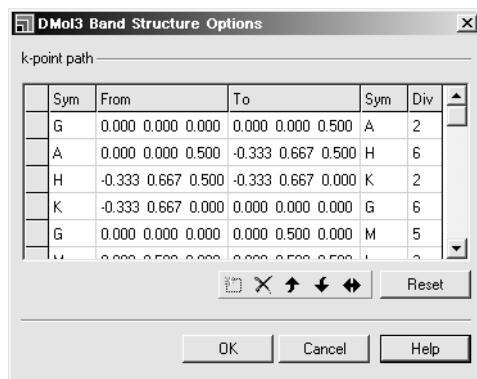 DMol3 Band Structure Options
k-point path
Sym From To Sym Div
G 0.000 0.000 0.000 0.000 0.000 0.500 A 2
A 0.000 0.000 0.500 -0.333 0.667 0.500 H 6
H -0.333 0.667 0.500 -0.333 0.667 0.000 K 2
K -0.333 0.667 0.000 0.000 0.000 0.000 G 6
G 0.000 0.000 0.000 0.000 0.500 0.000 M 5
Reset
OK Cancel Help